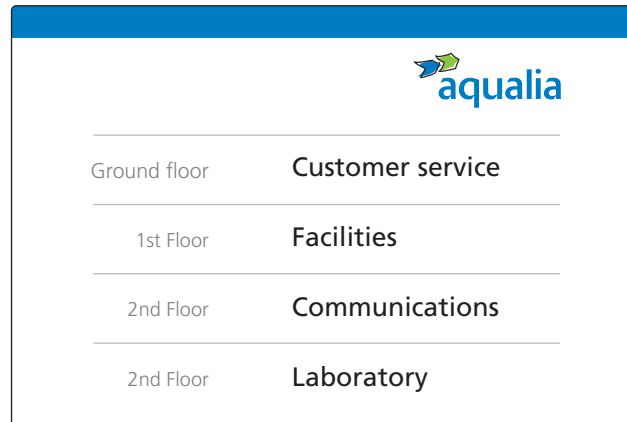 aqualia
Ground floor Customer service
1st Floor Facilities
2nd Floor Communications
2nd Floor Laboratory